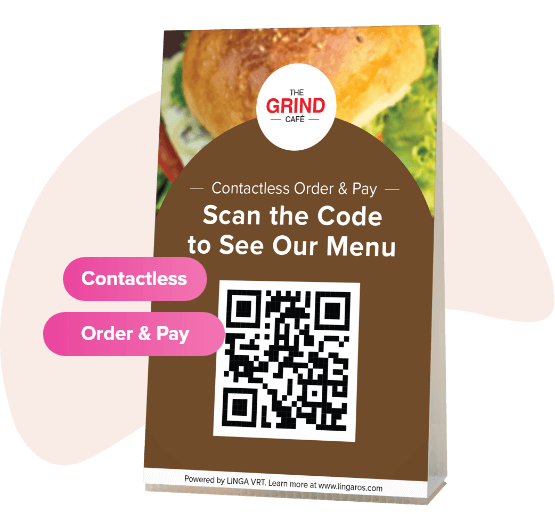 THE
GRIND
CAFÉ
Contactless Order & Pay
Scan the Code
to See Our Menu
Contactless
Order & Pay
Powered by LiNGA VRT. Learn more at www.lingaros.com